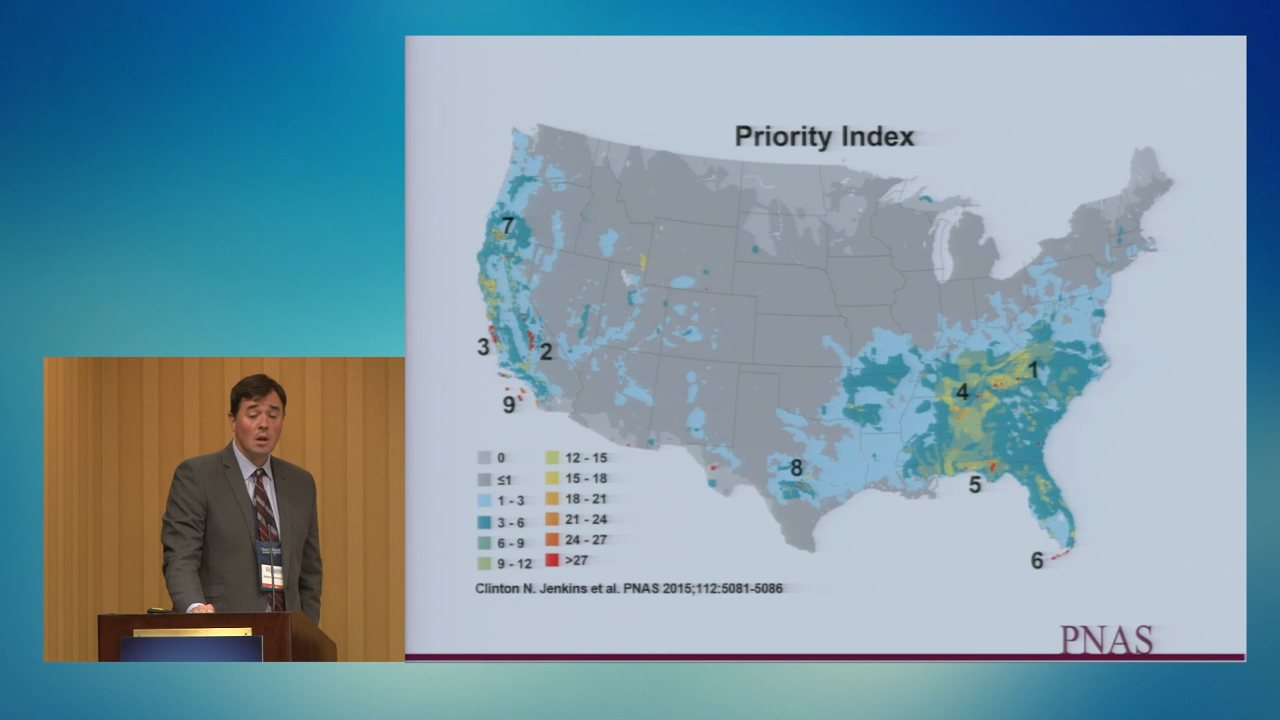 Priority Index
7
3
2
9
1
4
8
5
6
0
≤1
1 - 3
3 - 6
6 - 9
9 - 12
12 - 15
15 - 18
18 - 21
21 - 24
24 - 27
>27
Clinton N. Jenkins et al. PNAS 2015;112:5081-5086
PNAS